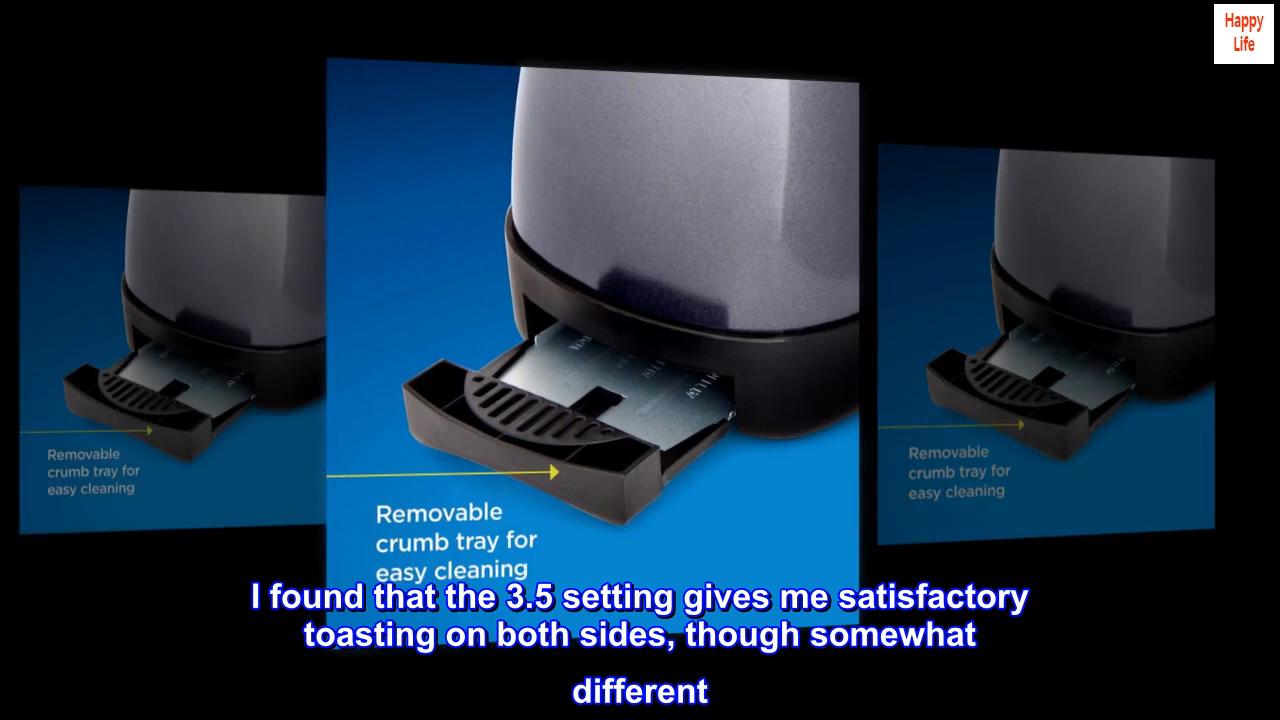 Happy
Life
Removable
crumb tray for
easy cleaning
Removable
crumb tray for
easy cleaning
Removable
crumb tray for
easy cleaning
I found that the 3.5 setting gives me satisfactory
toasting on both sides, though somewhat
different